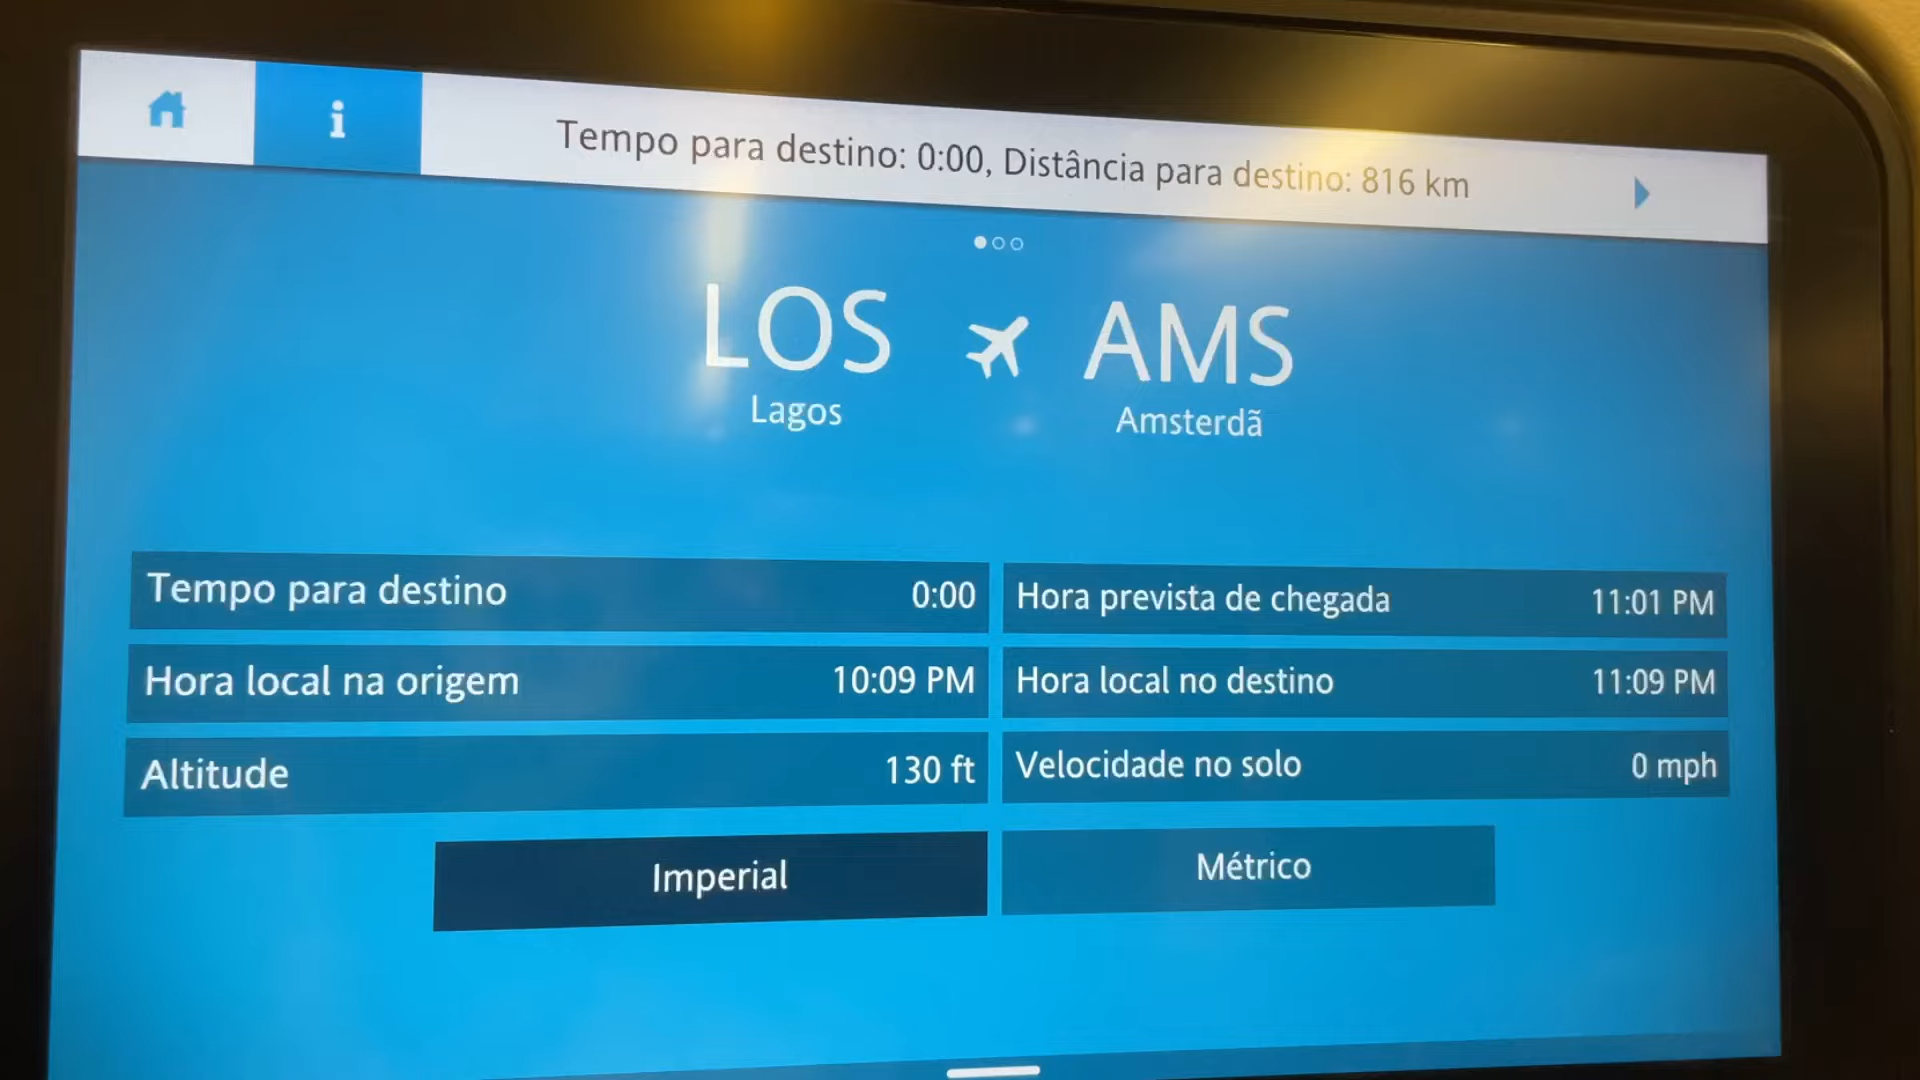 i
Tempo para destino: 0:00, Distância para destino: 816 km
LOS AMS
Lagos Amsterdã
Tempo para destino 0:00 Hora prevista de chegada 11:01 PM
Hora local na origem 10:09 PM Hora local no destino 11:09 PM
Altitude 130 ft Velocidade no solo 0 mph
Imperial Métrico